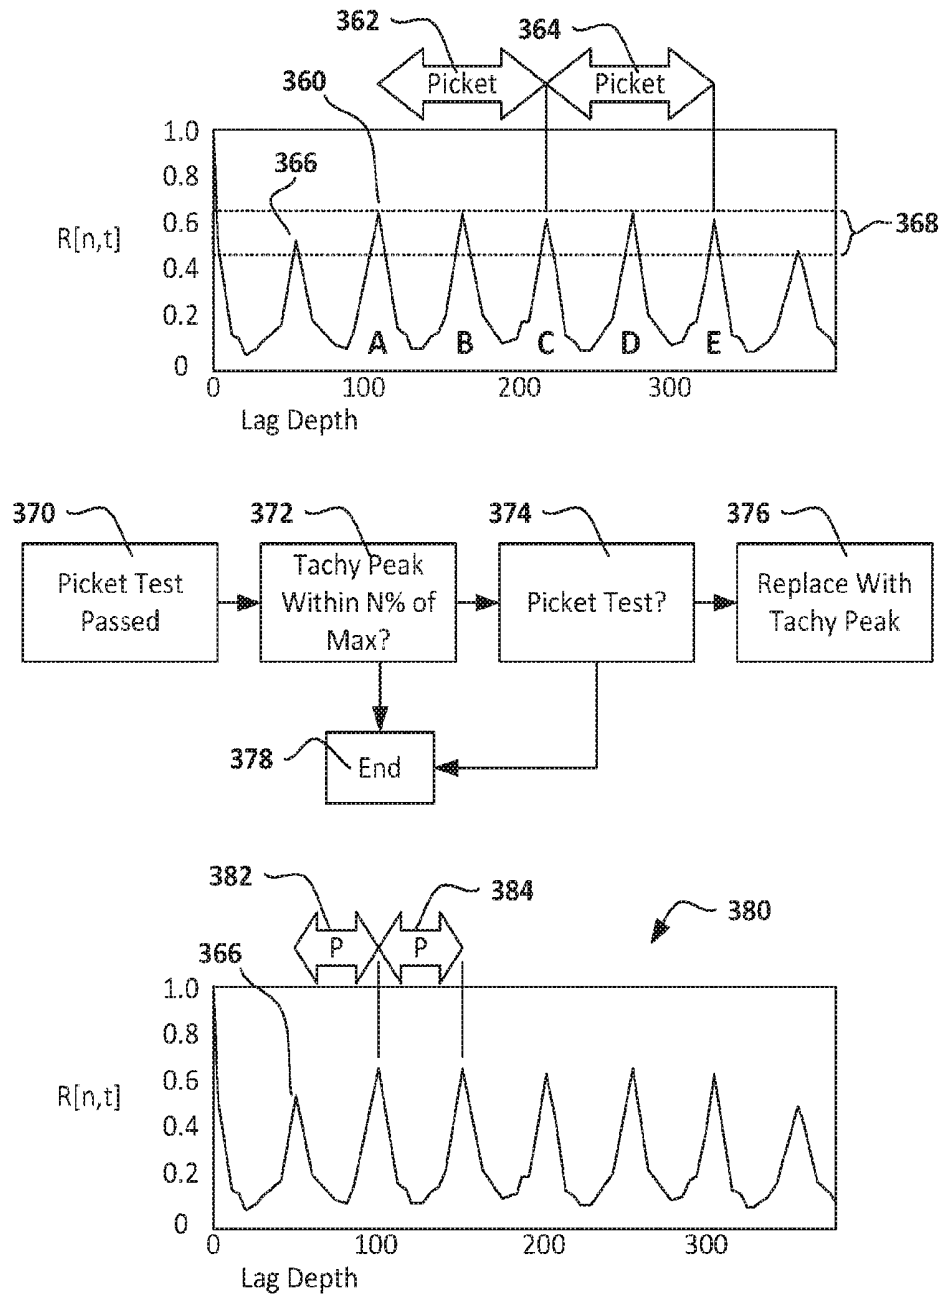 362
364
Picket
Picket
360
1.0
366
0.8
0.6
R[n,t]
368
0.4
0.2
A B C D E
0
0 100 200 300
Lag Depth
370 372 374 376
Picket Test
Passed
Tachy Peak
Within N% of
Max?
Picket Test?
Replace With
Tachy Peak
378
End
382
384
380
P P
366
1.0
0.8
0.6
R[n,t]
0.4
0.2
0
0 100 200 300
Lag Depth